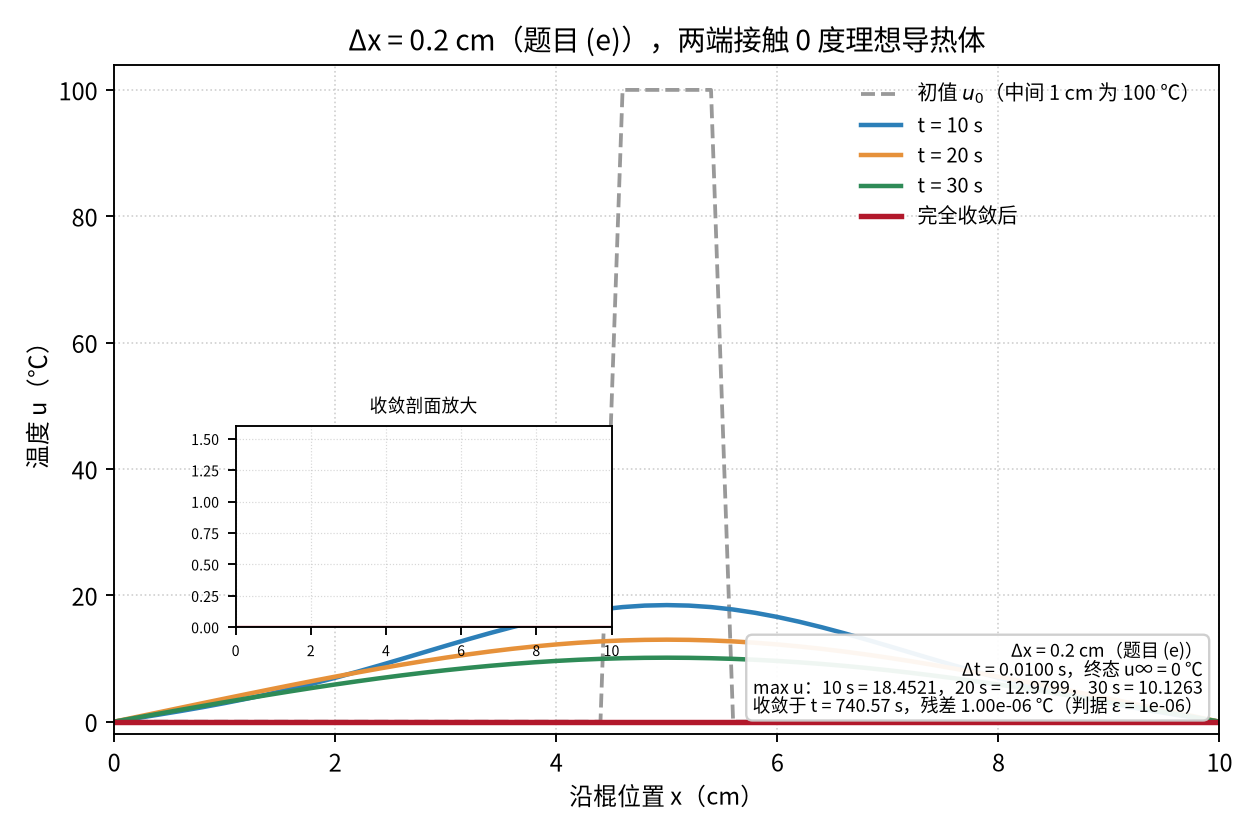 Δx = 0.2 cm（题目 (e)），两端接触 0 度理想导热体
初值 u₀（中间 1 cm 为 100 °C）
t = 10 s
t = 20 s
t = 30 s
完全收敛后
温度 u（°C）
100
80
60
40
20
0
收敛剖面放大
1.50
1.25
1.00
0.75
0.50
0.25
0.00
0 2 4 6 8 10
Δx = 0.2 cm（题目 (e)）
Δt = 0.0100 s，终态 u∞ = 0 °C
max u：10 s = 18.4521，20 s = 12.9799，30 s = 10.1263
收敛于 t = 740.57 s，残差 1.00e-06 °C（判据 ε = 1e-06）
0 2 4 6 8 10
沿棍位置 x（cm）